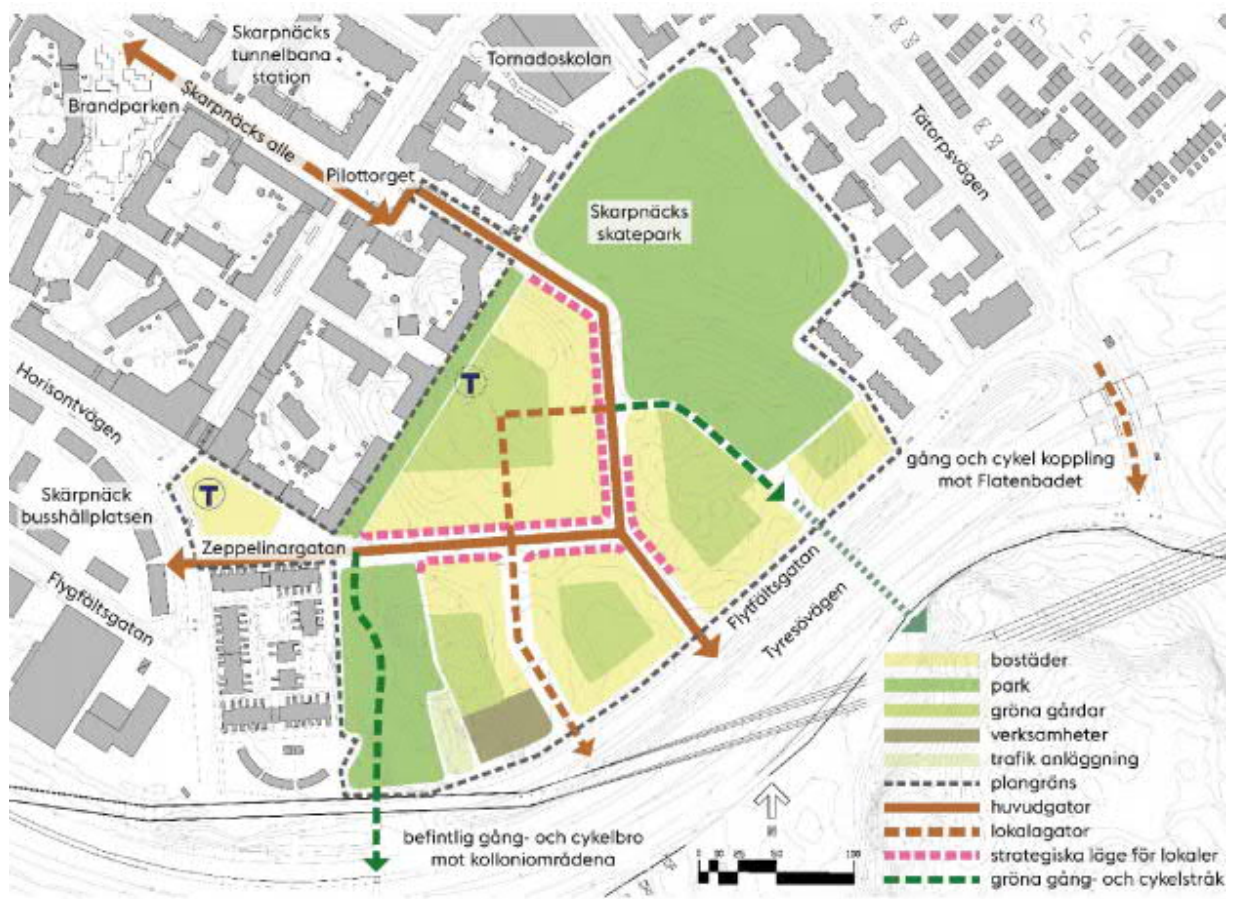 Skarpnäcks
tunnelbana
station
Tornadoskolan
Brandparken
Skarpnäcks alle
Pilottorget
Tätorpsvägen
Skarpnäcks
skatepark
T
Horisontvägen
gång och cykel koppling
mot Flatenbadet
Skärpnäck
busshållplatsen
T
Zeppelinargatan
Flygfältsgatan
Flytfältsgatan
Tyresövägen
bostäder
park
gröna gårdar
verksamheter
trafik anläggning
plangräns
huvudgator
lokalagator
strategiska läge för lokaler
gröna gång- och cykelstråk
befintlig gång- och cykelbro
mot kolloniområdena